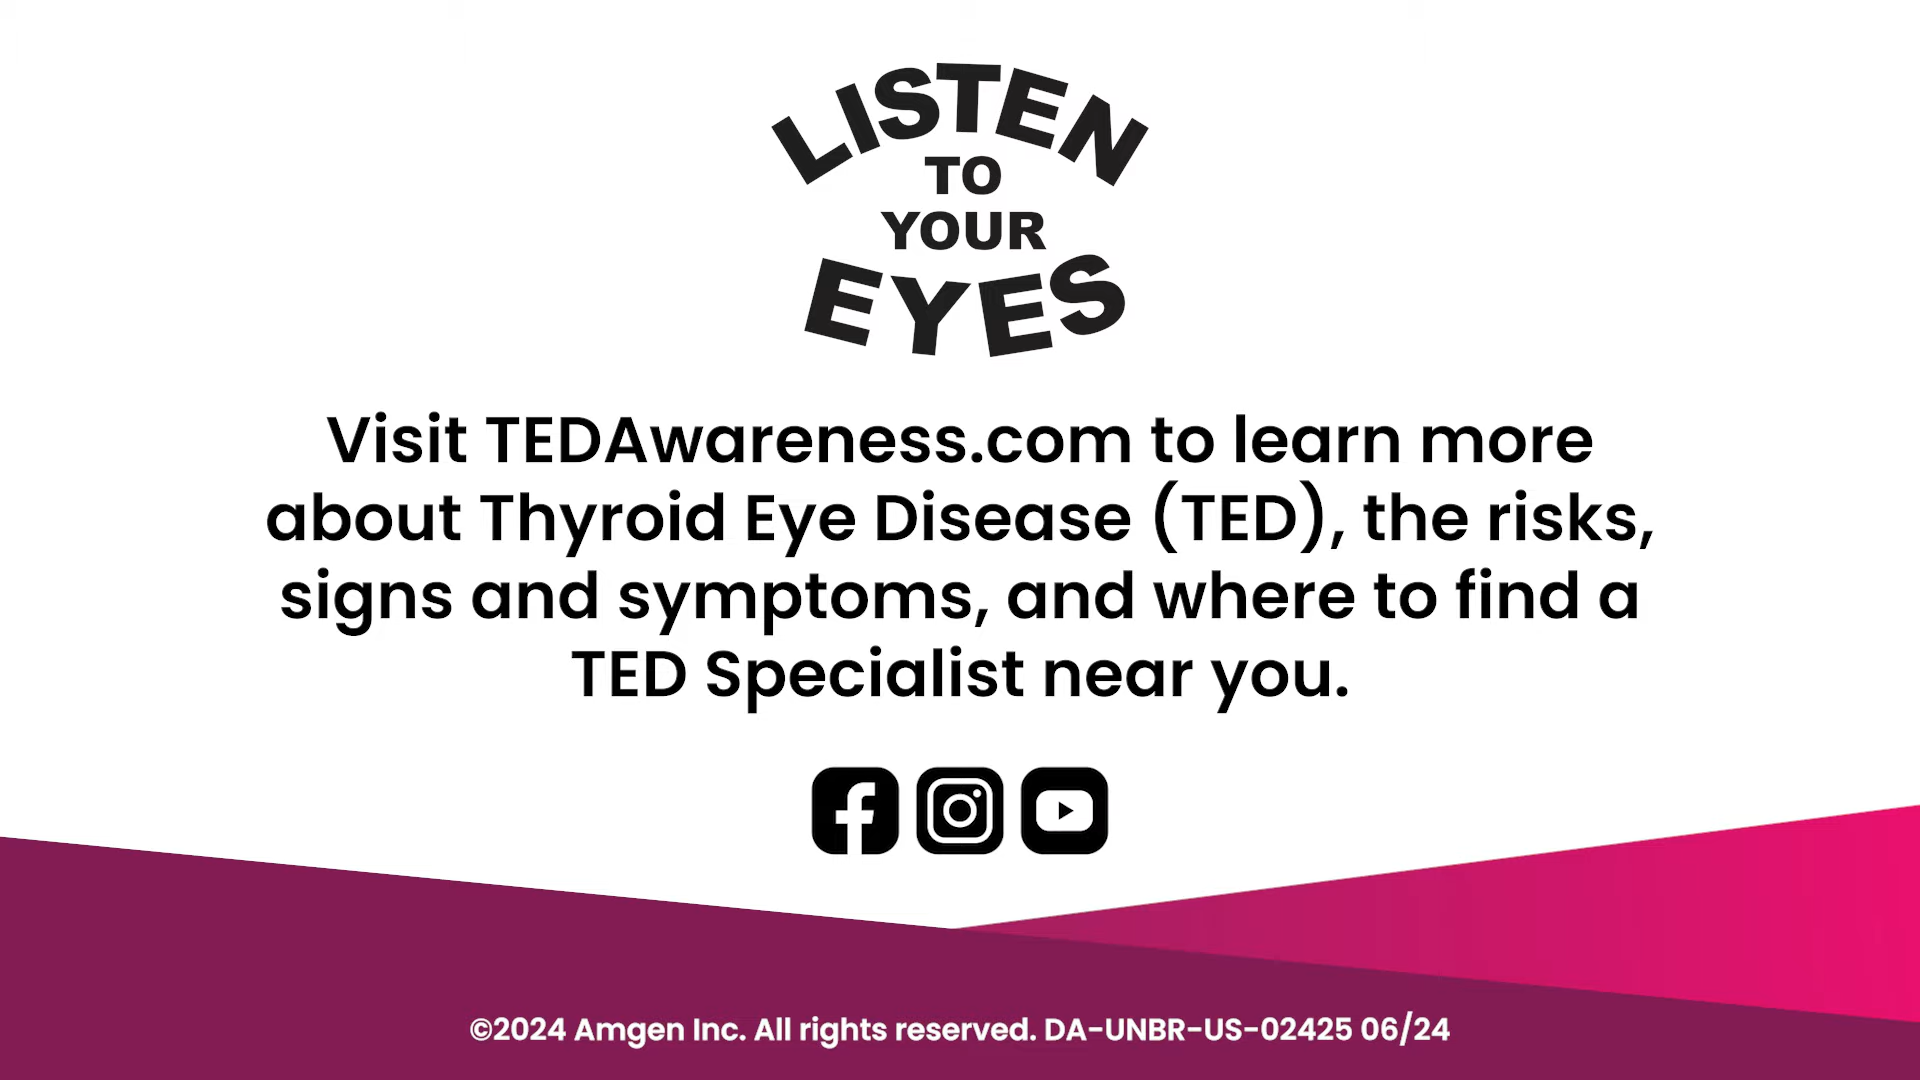 LISTEN
TO
YOUR
EYES
Visit TEDAwareness.com to learn more
about Thyroid Eye Disease (TED), the risks,
signs and symptoms, and where to find a
TED Specialist near you.
©2024 Amgen Inc. All rights reserved. DA-UNBR-US-02425 06/24